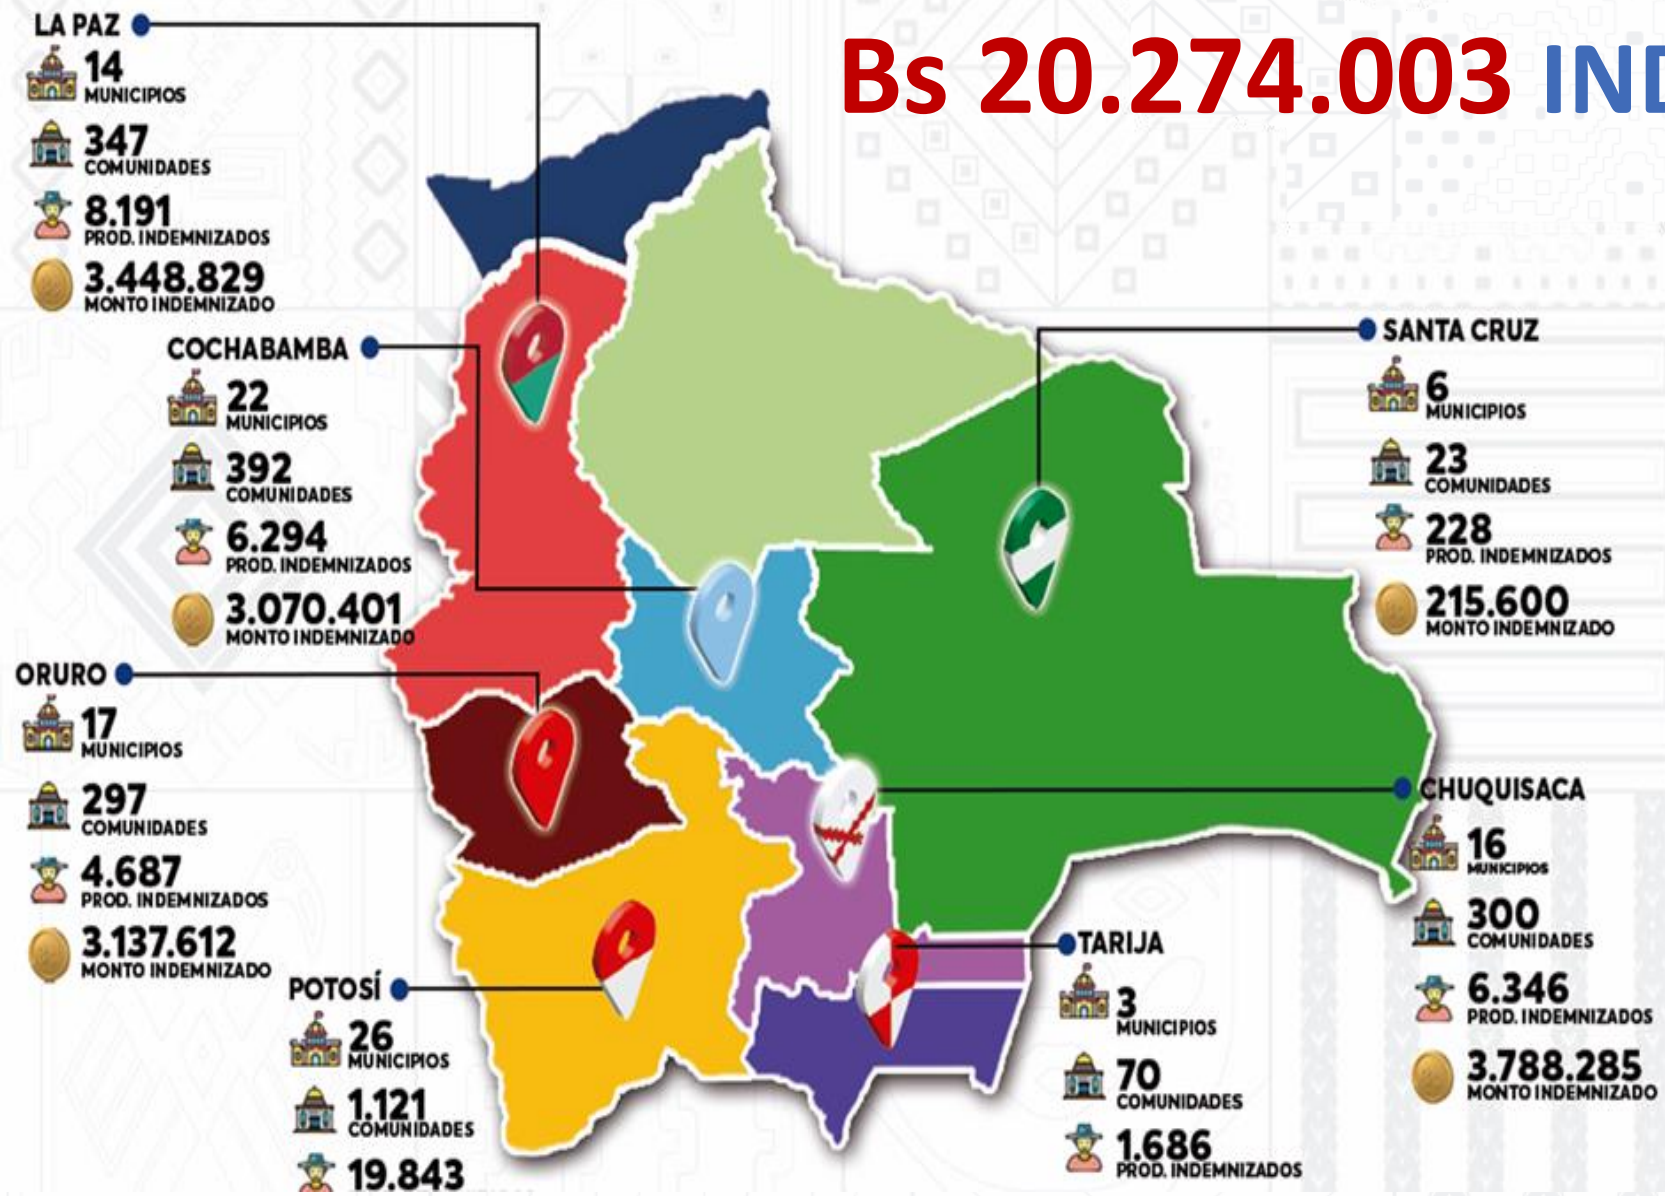 Bs 20.274.003
LA PAZ
14
MUNICIPIOS
347
COMUNIDADES
8.191
PROD. INDEMNIZADOS
3.448.829
MONTO INDEMNIZADO
COCHABAMBA
22
MUNICIPIOS
392
COMUNIDADES
6.294
PROD. INDEMNIZADOS
3.070.401
MONTO INDEMNIZADO
ORURO
17
MUNICIPIOS
297
COMUNIDADES
4.687
PROD. INDEMNIZADOS
3.137.612
MONTO INDEMNIZADO
POTOSÍ
26
MUNICIPIOS
1.121
COMUNIDADES
19.843
SANTA CRUZ
6
MUNICIPIOS
23
COMUNIDADES
228
PROD. INDEMNIZADOS
215.600
MONTO INDEMNIZADO
CHUQUISACA
16
MUNICIPIOS
300
COMUNIDADES
6.346
PROD. INDEMNIZADOS
3.788.285
MONTO INDEMNIZADO
TARIJA
3
MUNICIPIOS
70
COMUNIDADES
1.686
PROD. INDEMNIZADOS